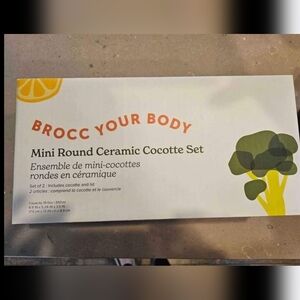 BROCC YOUR BODY
Mini Round Ceramic Cocotte Set
Ensemble de mini-cocottes
rondes en céramique
Set of 2 : Includes cocotte and lid
2 articles : comprend la cocotte et le couvercle